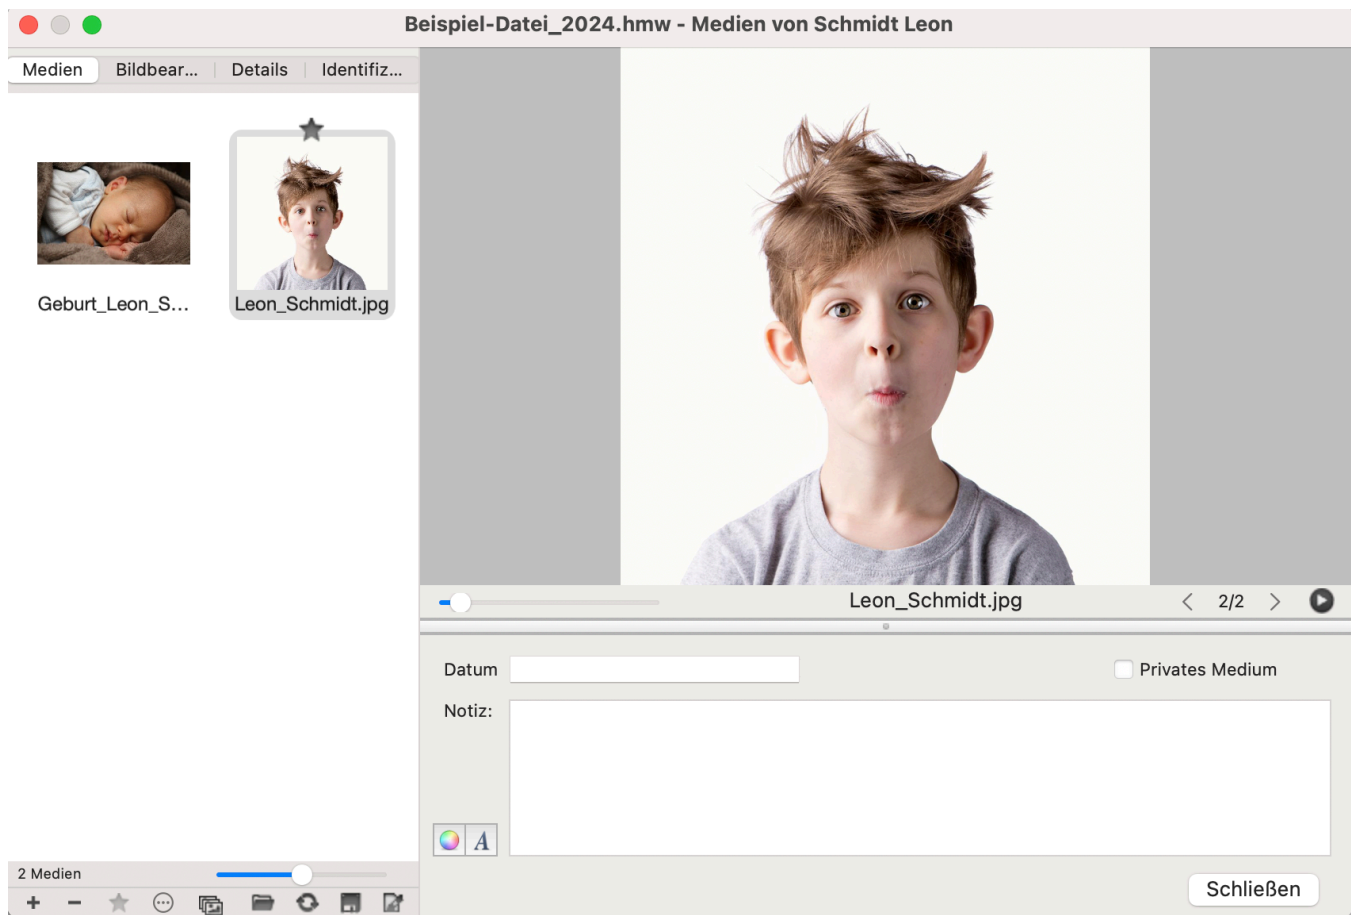 Beispiel-Datei_2024.hmw - Medien von Schmidt Leon
Medien Bildbear... Details Identifiz...
Geburt_Leon_S... Leon_Schmidt.jpg
Leon_Schmidt.jpg 2/2
Datum Privates Medium
Notiz:
A
2 Medien
Schließen